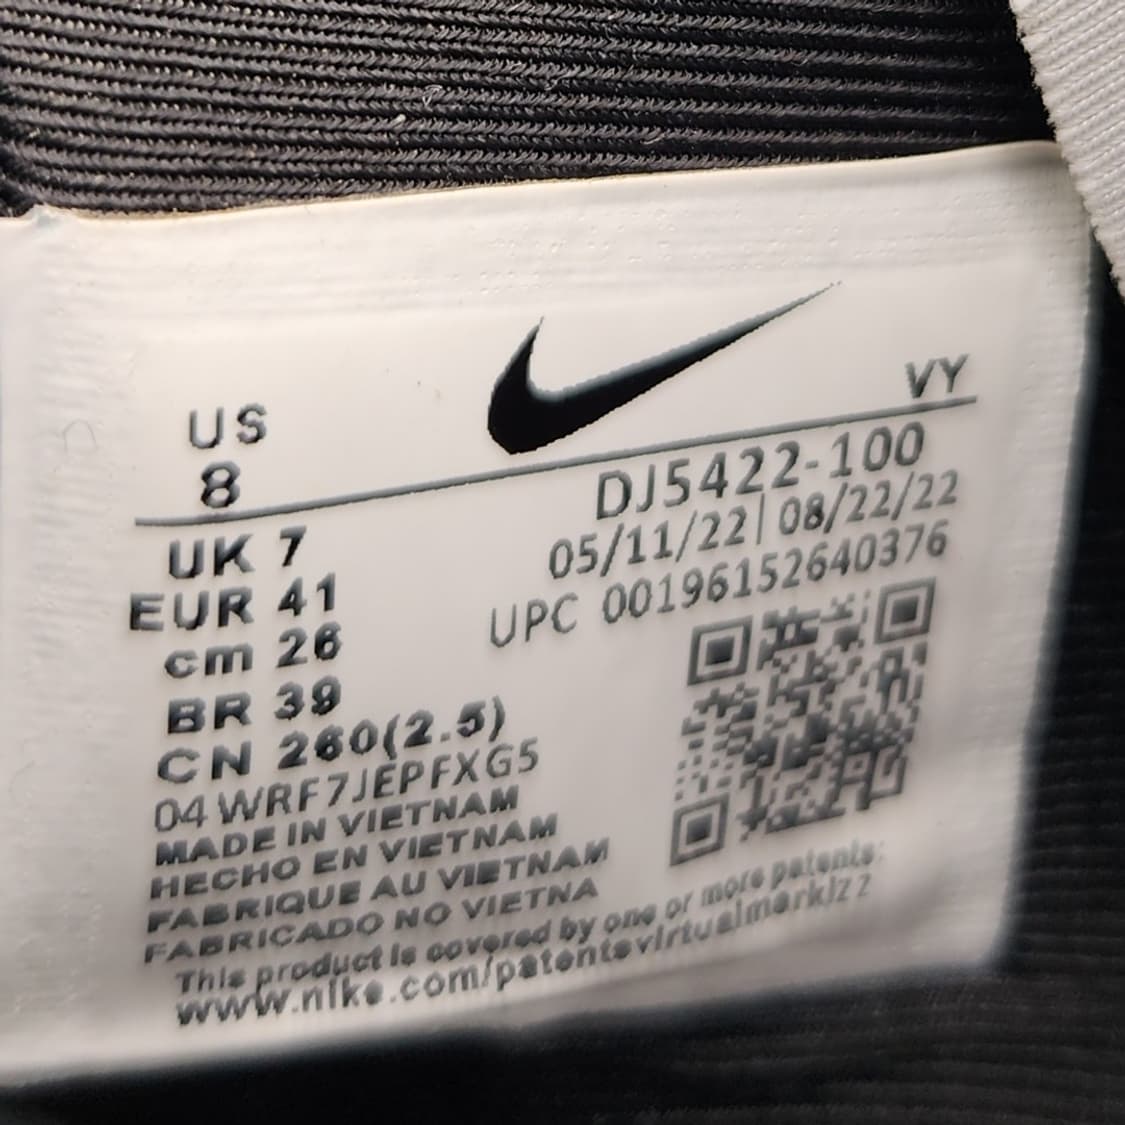 US
8
VY
DJ5422-100
05/11/22 | 08/22/22
UPC 00196152640376
UK 7
EUR 41
cm 26
BR 39
CN 260(2.5)
04 WRF7JEPFXG5
MADE IN VIETNAM
HECHO EN VIETNAM
FABRIQUE AU VIETNAM
FABRICADO NO VIETNA
This product is covered by one or more patents:
www.nike.com/patentsvirtualmarklzz